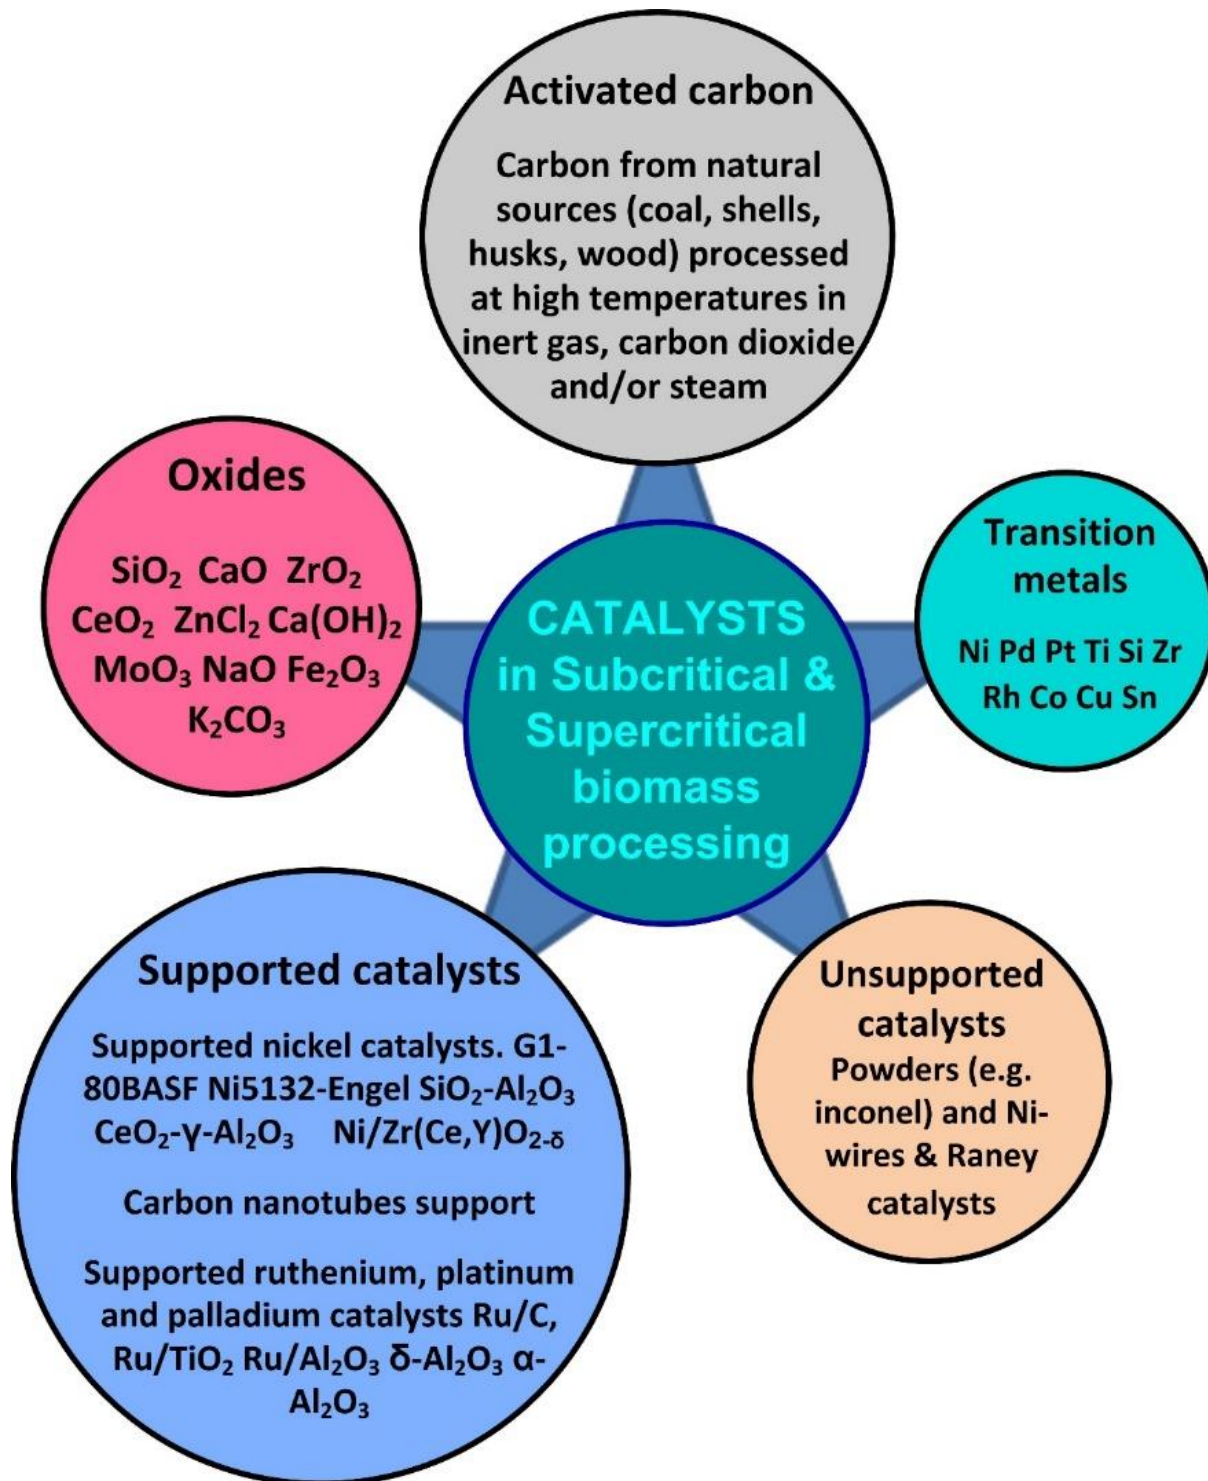 Activated carbon
Carbon from natural
sources (coal, shells,
husks, wood) processed
at high temperatures in
inert gas, carbon dioxide
and/or steam
Oxides
SiO₂ CaO ZrO₂
CeO₂ ZnCl₂ Ca(OH)₂
MoO₃ NaO Fe₂O₃
K₂CO₃
Transition
metals
Ni Pd Pt Ti Si Zr
Rh Co Cu Sn
CATALYSTS
in Subcritical &
Supercritical
biomass
processing
Supported catalysts
Supported nickel catalysts. G1-
80BASF Ni5132-Engel SiO₂-Al₂O₃
CeO₂-γ-Al₂O₃ Ni/Zr(Ce,Y)O₂-δ
Carbon nanotubes support
Supported ruthenium, platinum
and palladium catalysts Ru/C,
Ru/TiO₂ Ru/Al₂O₃ δ-Al₂O₃ α-
Al₂O₃
Unsupported
catalysts
Powders (e.g.
inconel) and Ni-
wires & Raney
catalysts